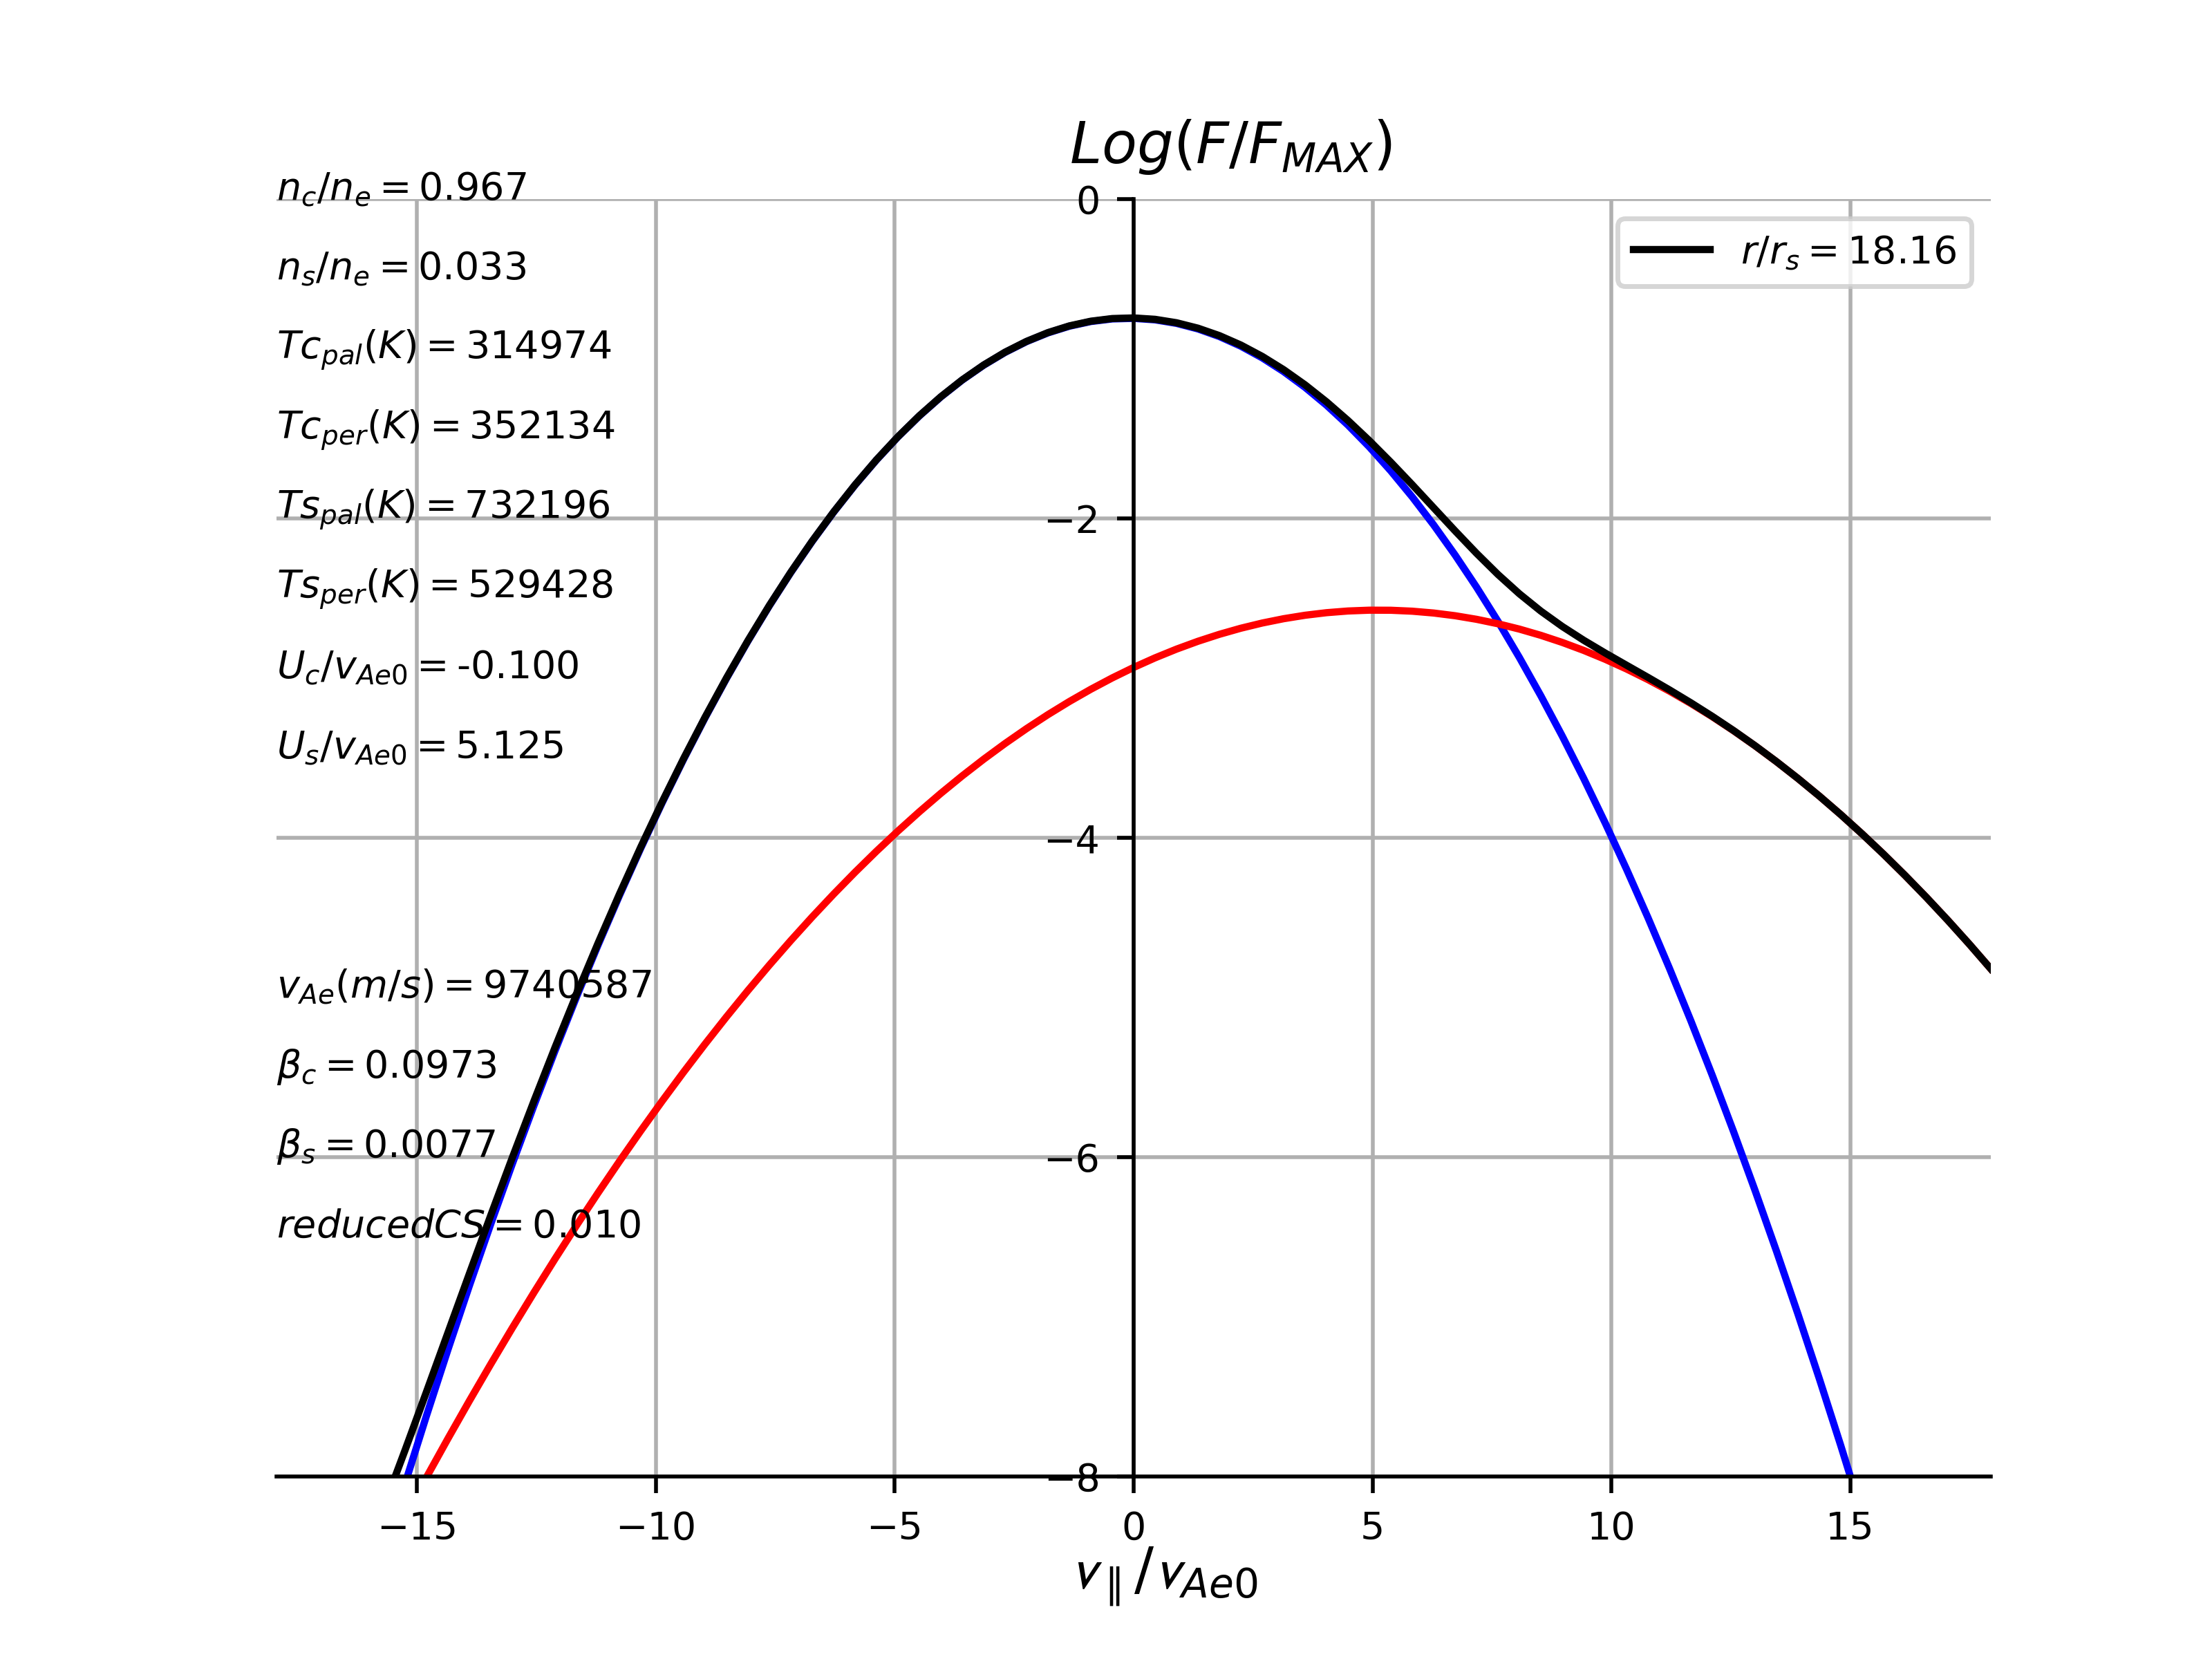 Log(F/F_MAX)
n_c/n_e = 0.967
0
r/r_s = 18.16
n_s/n_e = 0.033
Tc_pal(K) = 314974
Tc_per(K) = 352134
Ts_pal(K) = 732196
−2
Ts_per(K) = 529428
U_c/v_Ae0 = -0.100
U_s/v_Ae0 = 5.125
−4
v_Ae(m/s) = 9740587
β_c = 0.0973
β_s = 0.0077
−6
reducedCS = 0.010
−8
−15 −10 −5 0 5 10 15
v_∥/v_Ae0